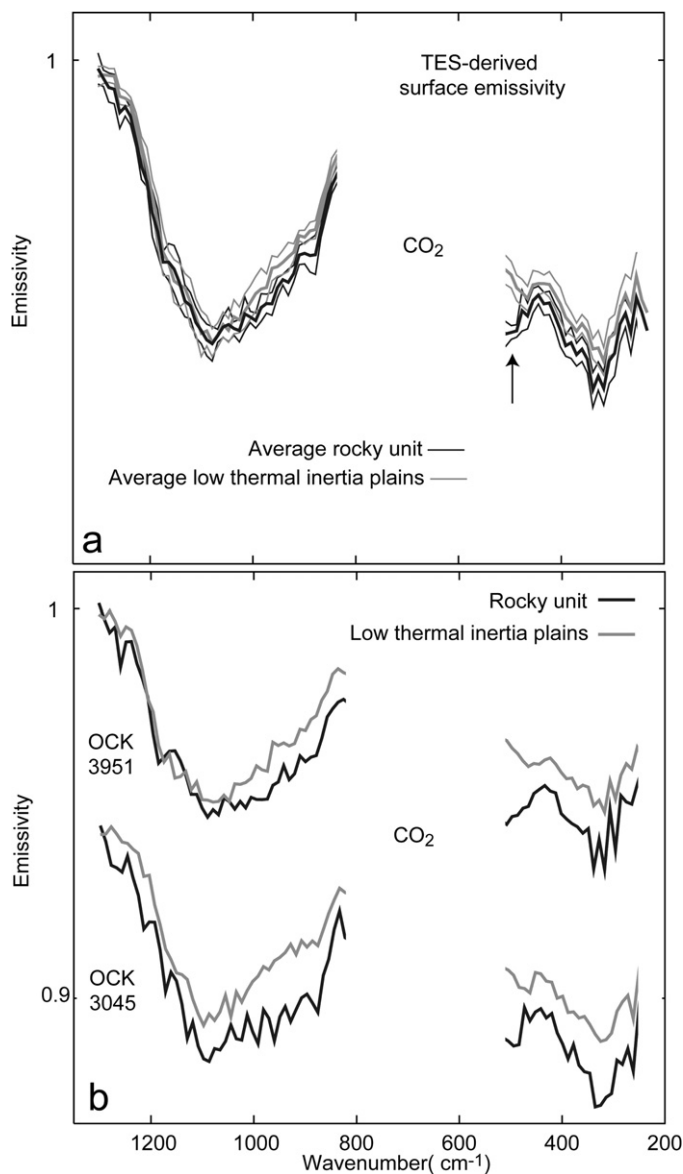 1
TES-derived
surface emissivity
Emissivity
CO2
Average rocky unit
Average low thermal inertia plains
a
1
Rocky unit
Low thermal inertia plains
OCK
3951
Emissivity
CO2
OCK
3045
0.9
b
1200 1000 800 600 400 200
Wavenumber( cm-1)